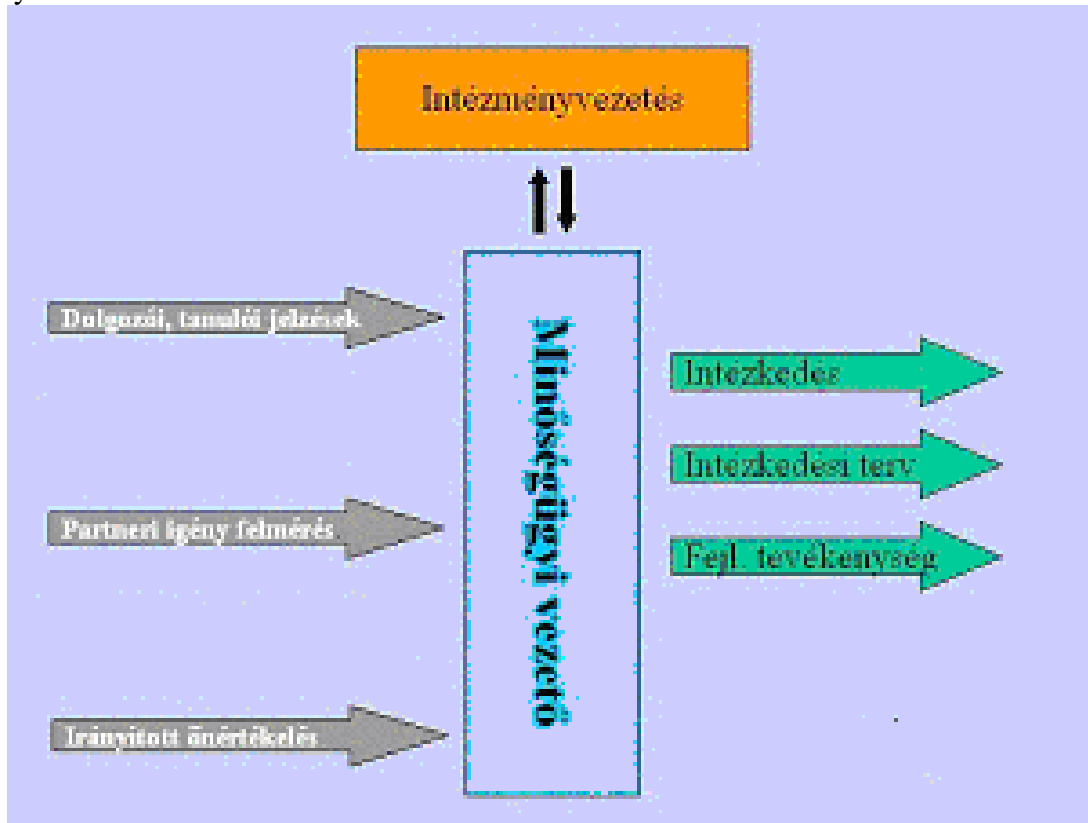 Intézményvezetés
Dolgozói, tanulói jelzések
Partneri igény felmérés
Irányított önértékelés
Minőségügyi vezető
Intézkedés
Intézkedési terv
Fejl. tevékenység